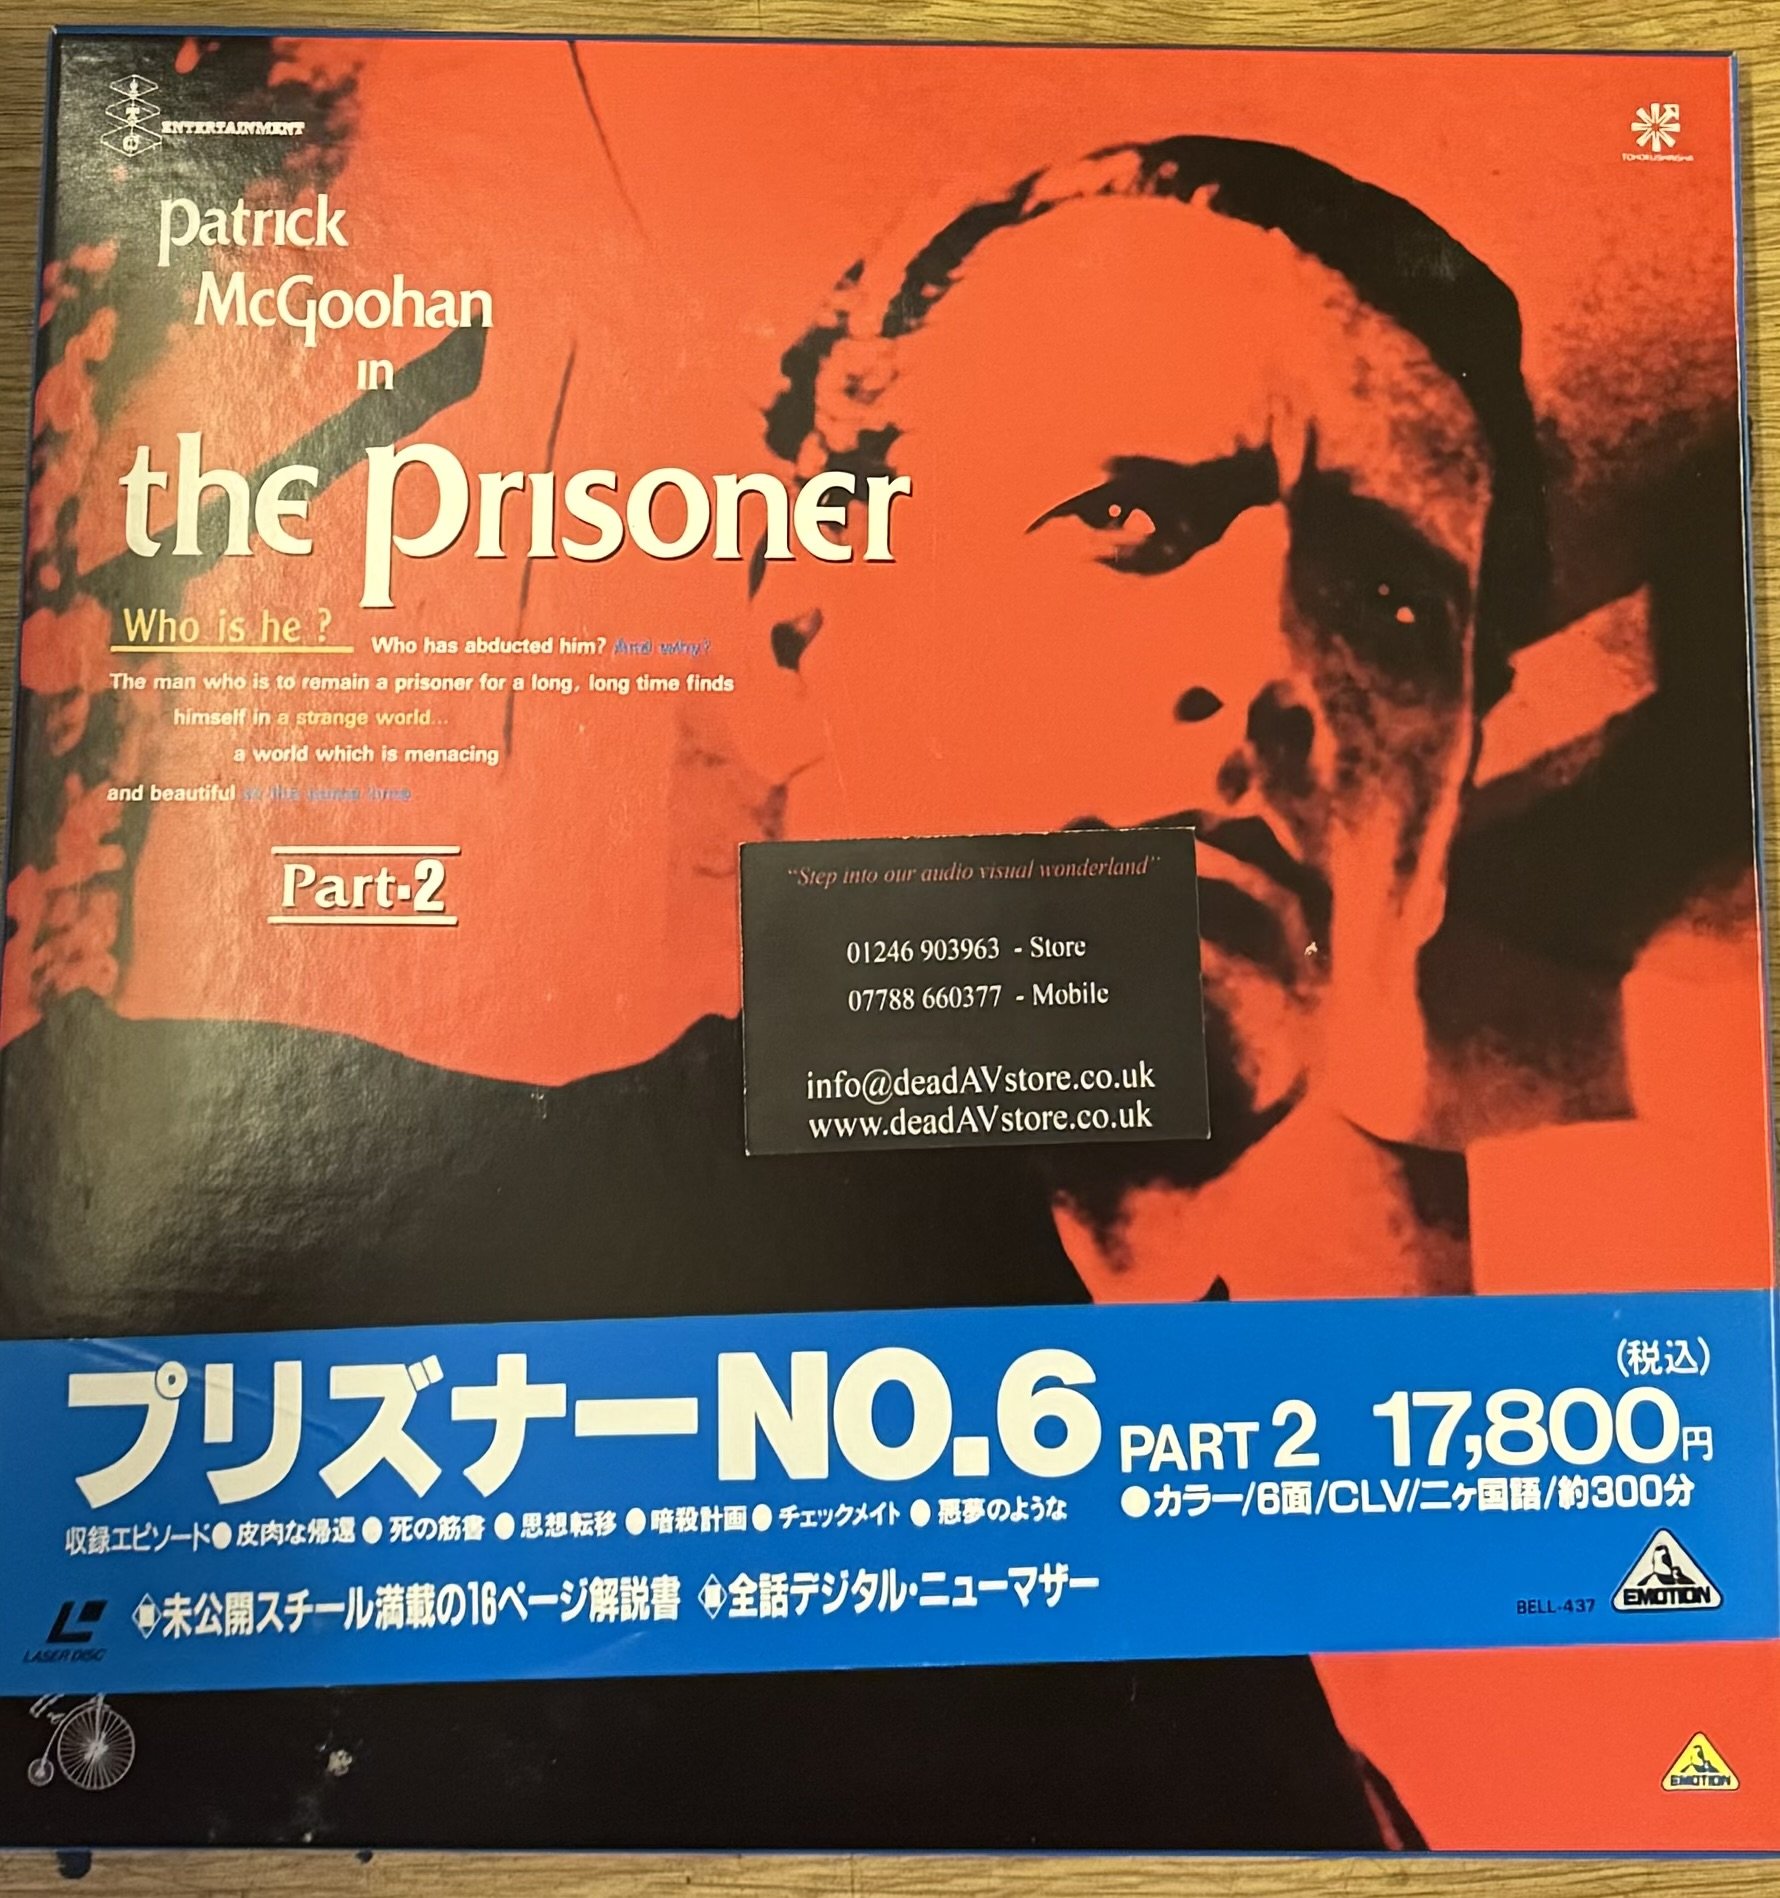 ITC ENTERTAINMENT
TOHOKUSHINSHA
Patrick
McGoohan
in
the Prisoner
Who is he ? Who has abducted him? And why?
The man who is to remain a prisoner for a long, long time finds
himself in a strange world...
a world which is menacing
and beautiful at the same time
Part-2
“Step into our audio visual wonderland”
01246 903963 - Store
07788 660377 - Mobile
info@deadAVstore.co.uk
www.deadAVstore.co.uk
プリズナーNO.6 PART 2 17,800円
(税込)
●カラー/6面/CLV/二ヶ国語/約300分
収録エピソード●皮肉な帰還●死の筋書●思想転移●暗殺計画●チェックメイト●悪夢のような
◈未公開スチール満載の16ページ解説書 ◈全話デジタル・ニューマザー
LASER DISC
BELL-437
EMOTION
EMOTION